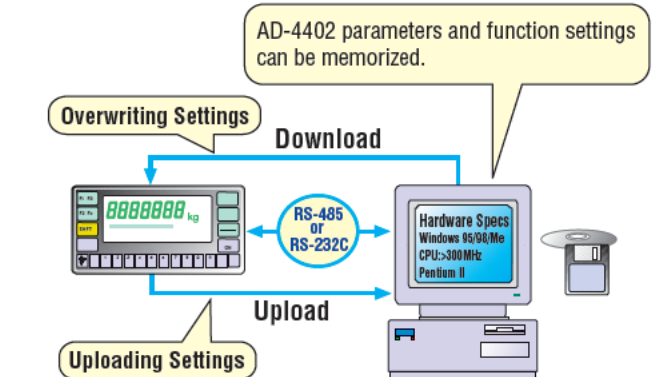 AD-4402 parameters and function settings
can be memorized.
Overwriting Settings
Download
8888888 kg
RS-485
or
RS-232C
Hardware Specs
Windows 95/98/Me
CPU:>300MHz
Pentium II
Upload
Uploading Settings